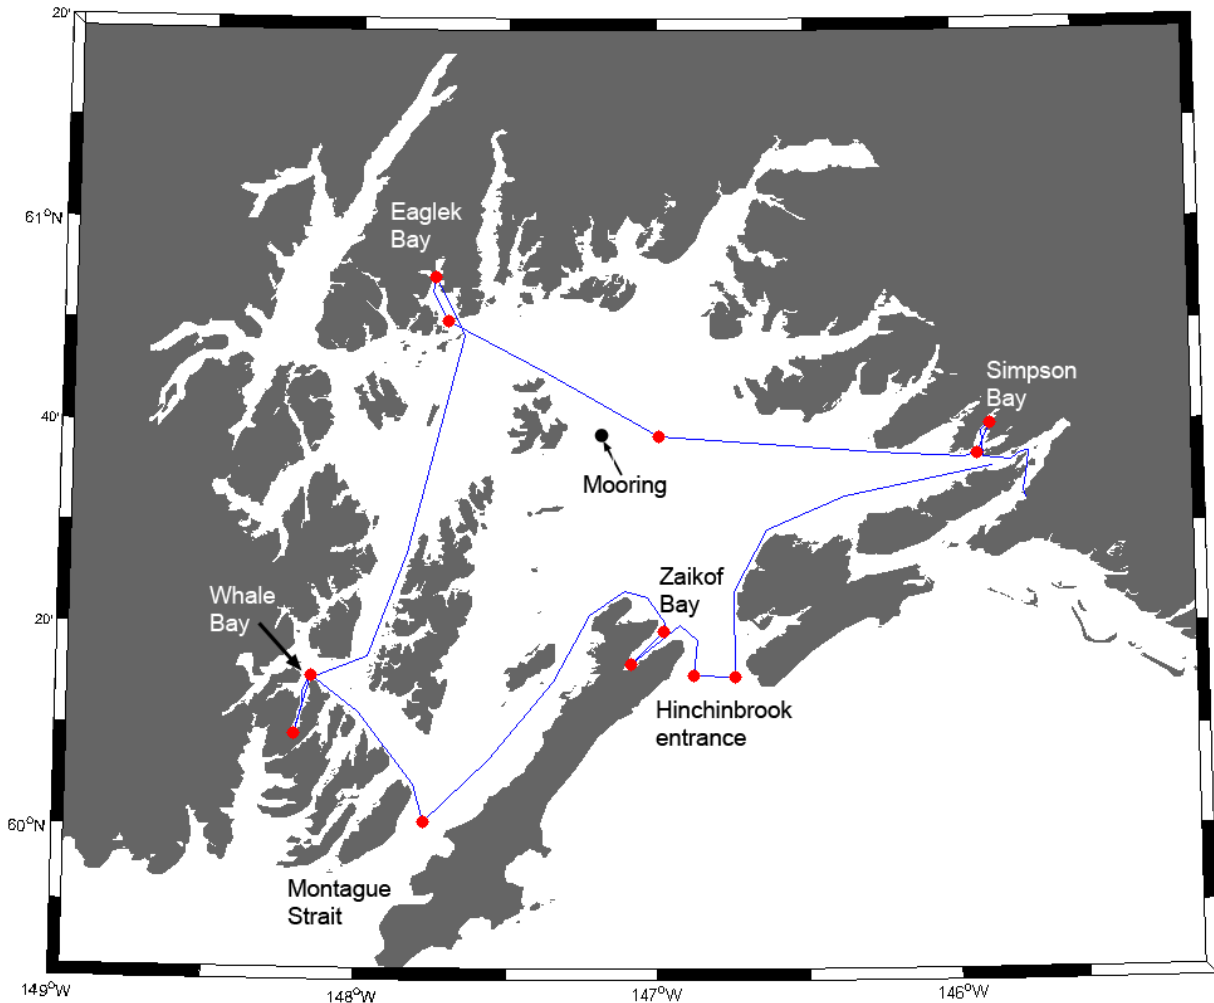 20'
61°N
Eaglek
Bay
Simpson
Bay
40'
Mooring
Zaikof
Bay
Whale
Bay
20'
Hinchinbrook
entrance
60°N
Montague
Strait
149°W
148°W
147°W
146°W